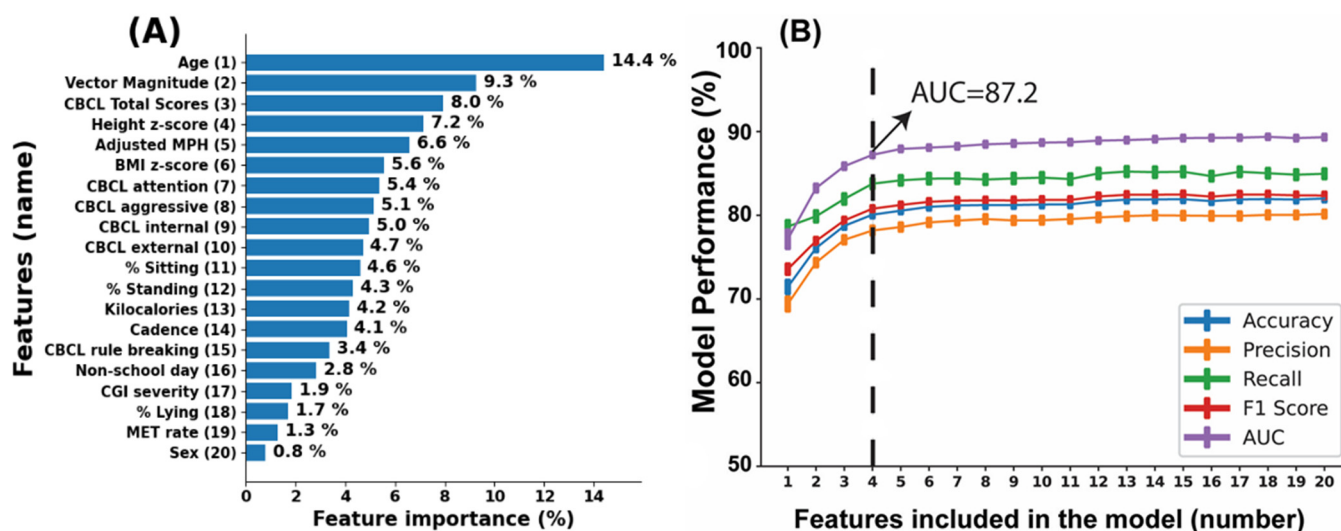 (A)
Features (name)
Age (1) 14.4 %
Vector Magnitude (2) 9.3 %
CBCL Total Scores (3) 8.0 %
Height z-score (4) 7.2 %
Adjusted MPH (5) 6.6 %
BMI z-score (6) 5.6 %
CBCL attention (7) 5.4 %
CBCL aggressive (8) 5.1 %
CBCL internal (9) 5.0 %
CBCL external (10) 4.7 %
% Sitting (11) 4.6 %
% Standing (12) 4.3 %
Kilocalories (13) 4.2 %
Cadence (14) 4.1 %
CBCL rule breaking (15) 3.4 %
Non-school day (16) 2.8 %
CGI severity (17) 1.9 %
% Lying (18) 1.7 %
MET rate (19) 1.3 %
Sex (20) 0.8 %
0 2 4 6 8 10 12 14
Feature importance (%)
(B)
Model Performance (%)
100
90
80
70
60
50
AUC=87.2
Accuracy
Precision
Recall
F1 Score
AUC
1 2 3 4 5 6 7 8 9 10 11 12 13 14 15 16 17 18 19 20
Features included in the model (number)